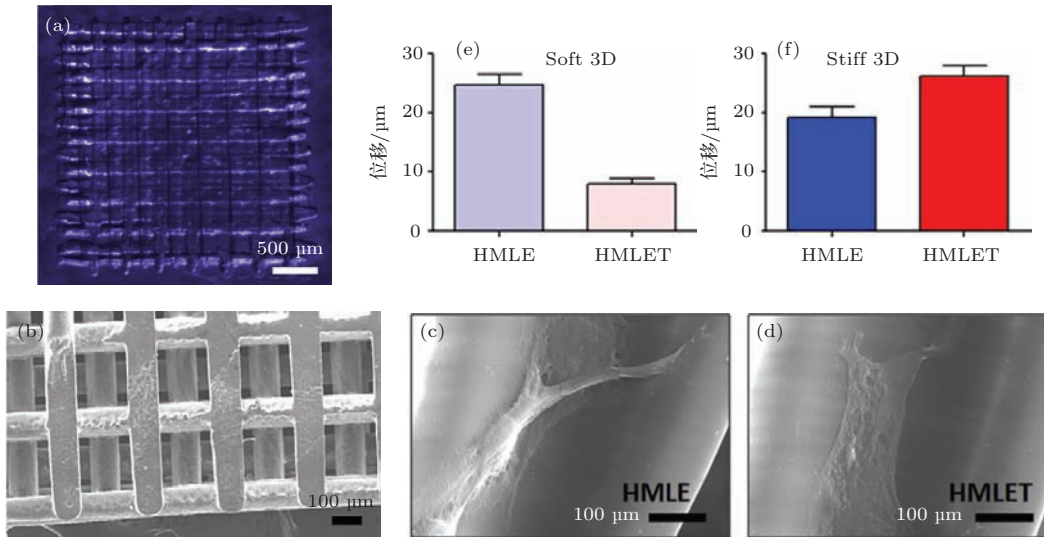 (a)
500 µm
(e)
Soft 3D
位移/µm
30
20
10
0
HMLE
HMLET
(f)
Stiff 3D
位移/µm
30
20
10
0
HMLE
HMLET
(b)
100 µm
(c)
HMLE
100 µm
(d)
HMLET
100 µm